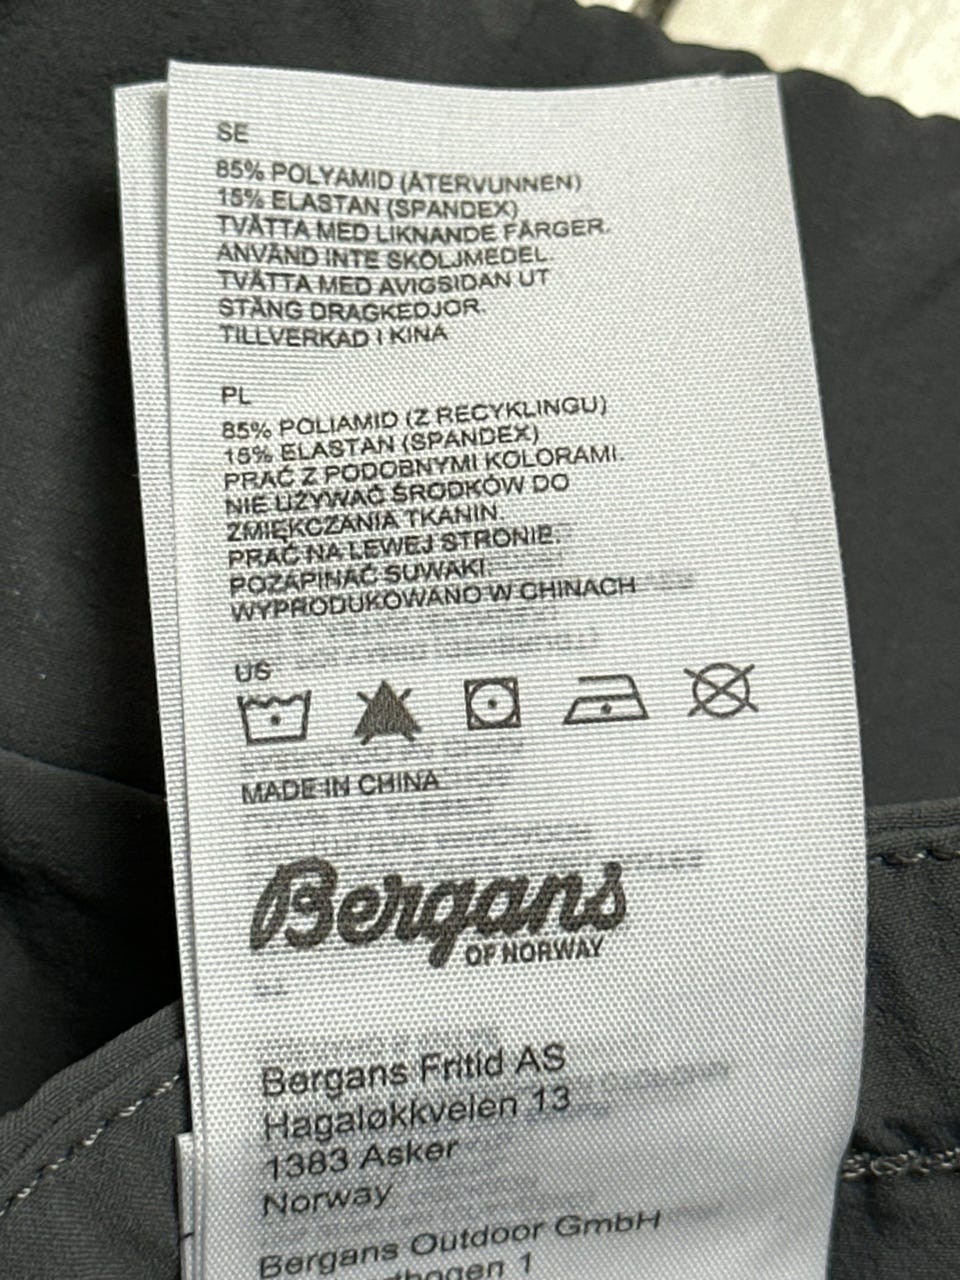 SE
85% POLYAMID (ÅTERVUNNEN)
15% ELASTAN (SPANDEX)
TVÄTTA MED LIKNANDE FÄRGER.
ANVÄND INTE SKÖLJMEDEL.
TVÄTTA MED AVIGSIDAN UT
STÄNG DRAGKEDJOR.
TILLVERKAD I KINA
PL
85% POLIAMID (Z RECYKLINGU)
15% ELASTAN (SPANDEX)
PRAĆ Z PODOBNYMI KOLORAMI.
NIE UŻYWAĆ ŚRODKÓW DO
ZMIĘKCZANIA TKANIN.
PRAĆ NA LEWEJ STRONIE.
POZAPINAĆ SUWAKI.
WYPRODUKOWANO W CHINACH
US
MADE IN CHINA
Bergans
OF NORWAY
Bergans Fritid AS
Hagaløkkveien 13
1383 Asker
Norway
Bergans Outdoor GmbH
1